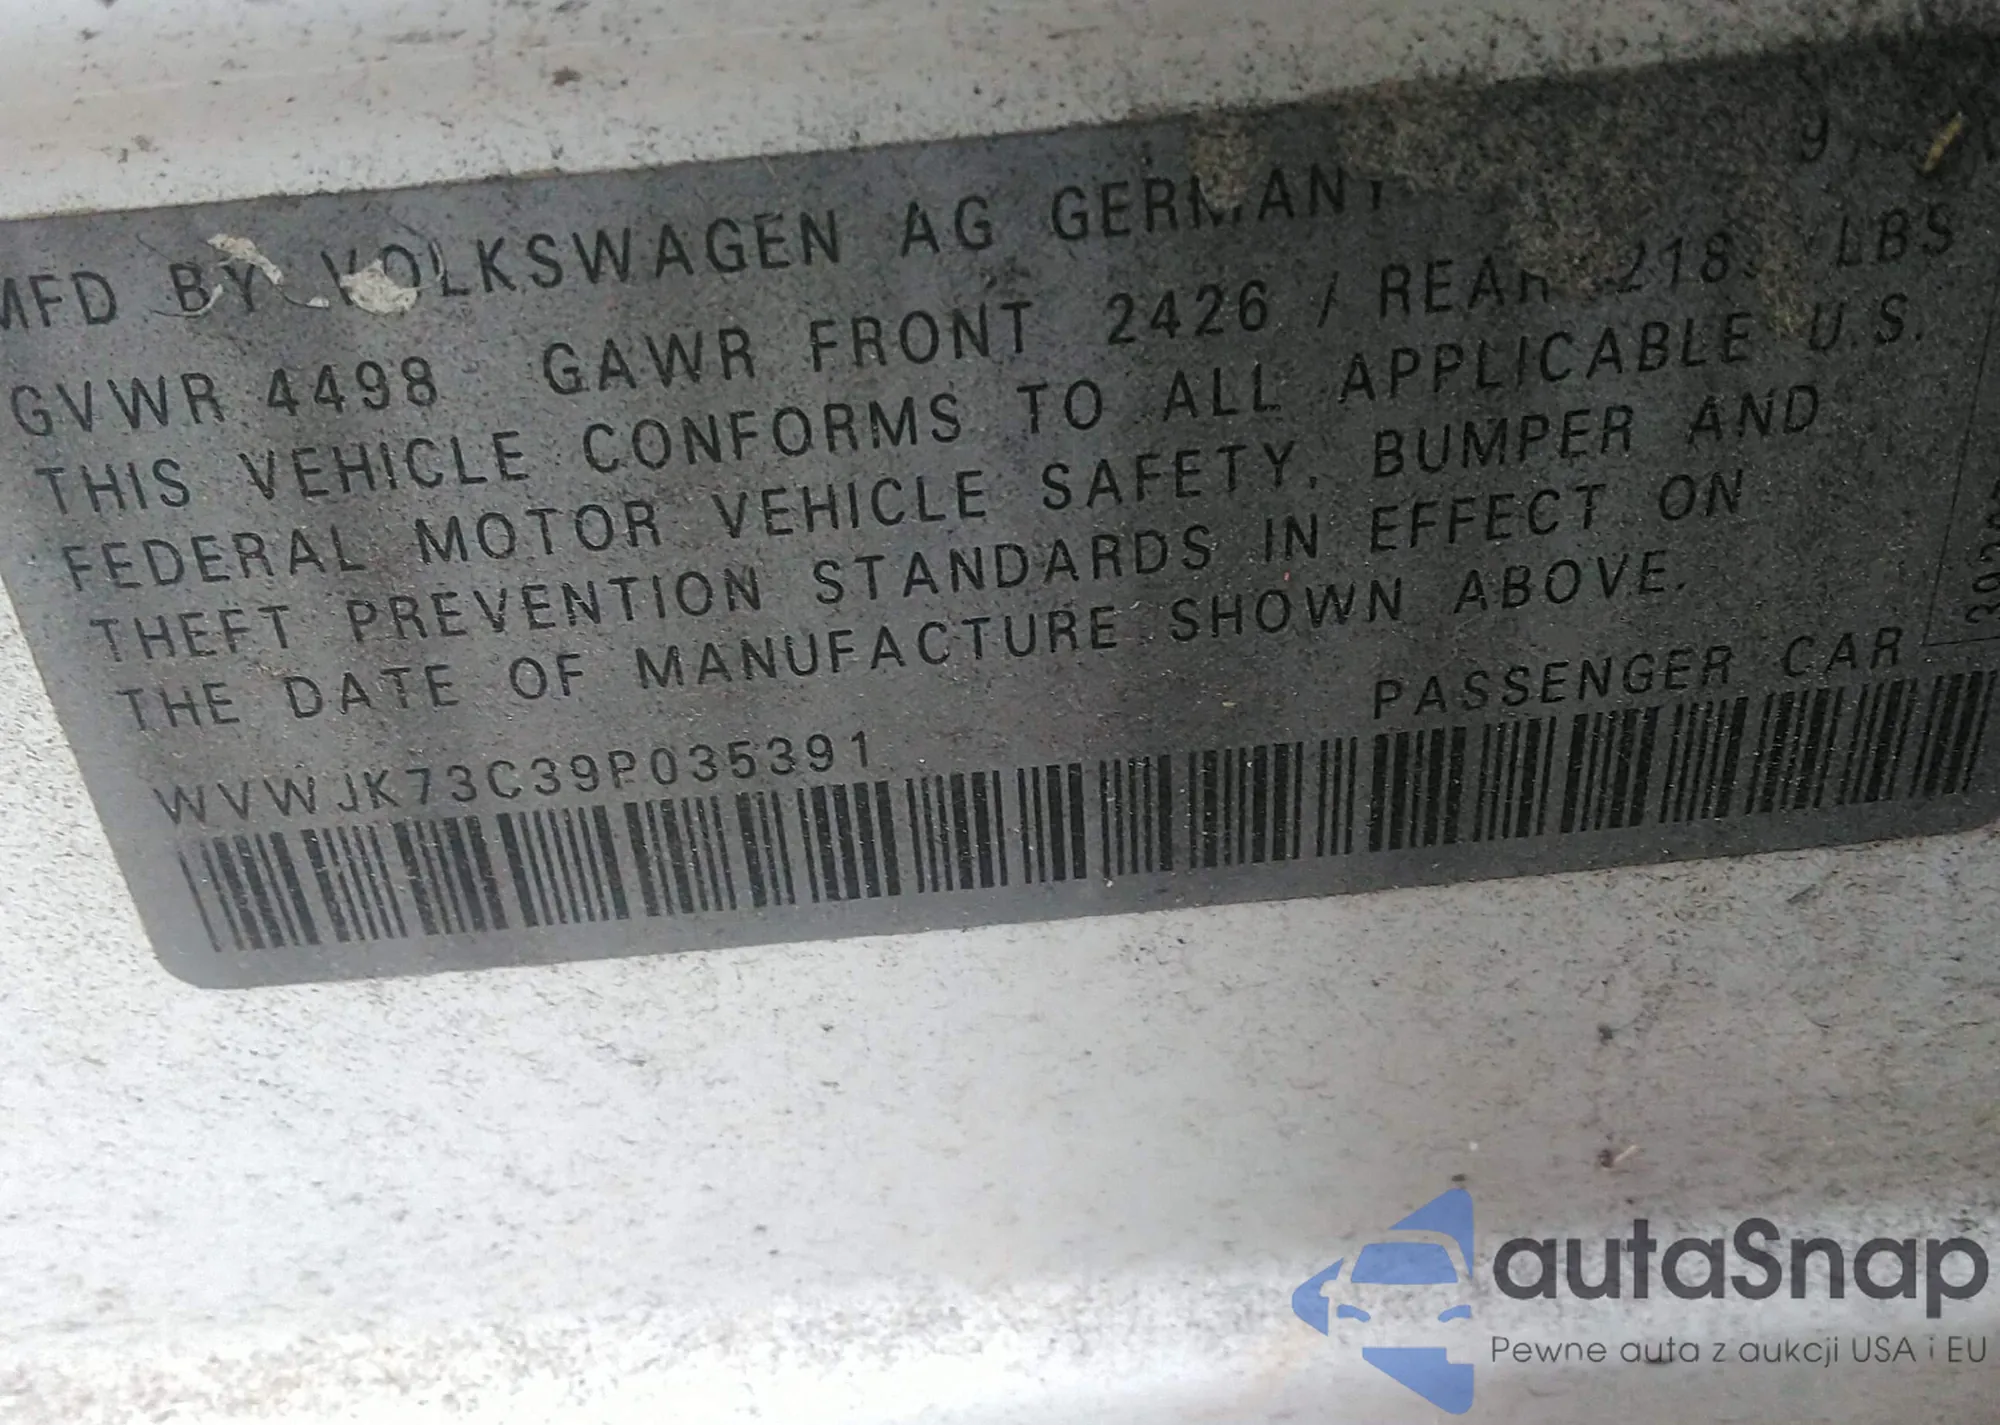 MFD BY VOLKSWAGEN AG GERMANY
GVWR 4498 GAWR FRONT 2426 / REAR LBS
THIS VEHICLE CONFORMS TO ALL APPLICABLE U.S.
FEDERAL MOTOR VEHICLE SAFETY, BUMPER AND
THEFT PREVENTION STANDARDS IN EFFECT ON
THE DATE OF MANUFACTURE SHOWN ABOVE.
WVWJK73C39P035391 PASSENGER CAR
autaSnap
Pewne auta z aukcji USA i EU